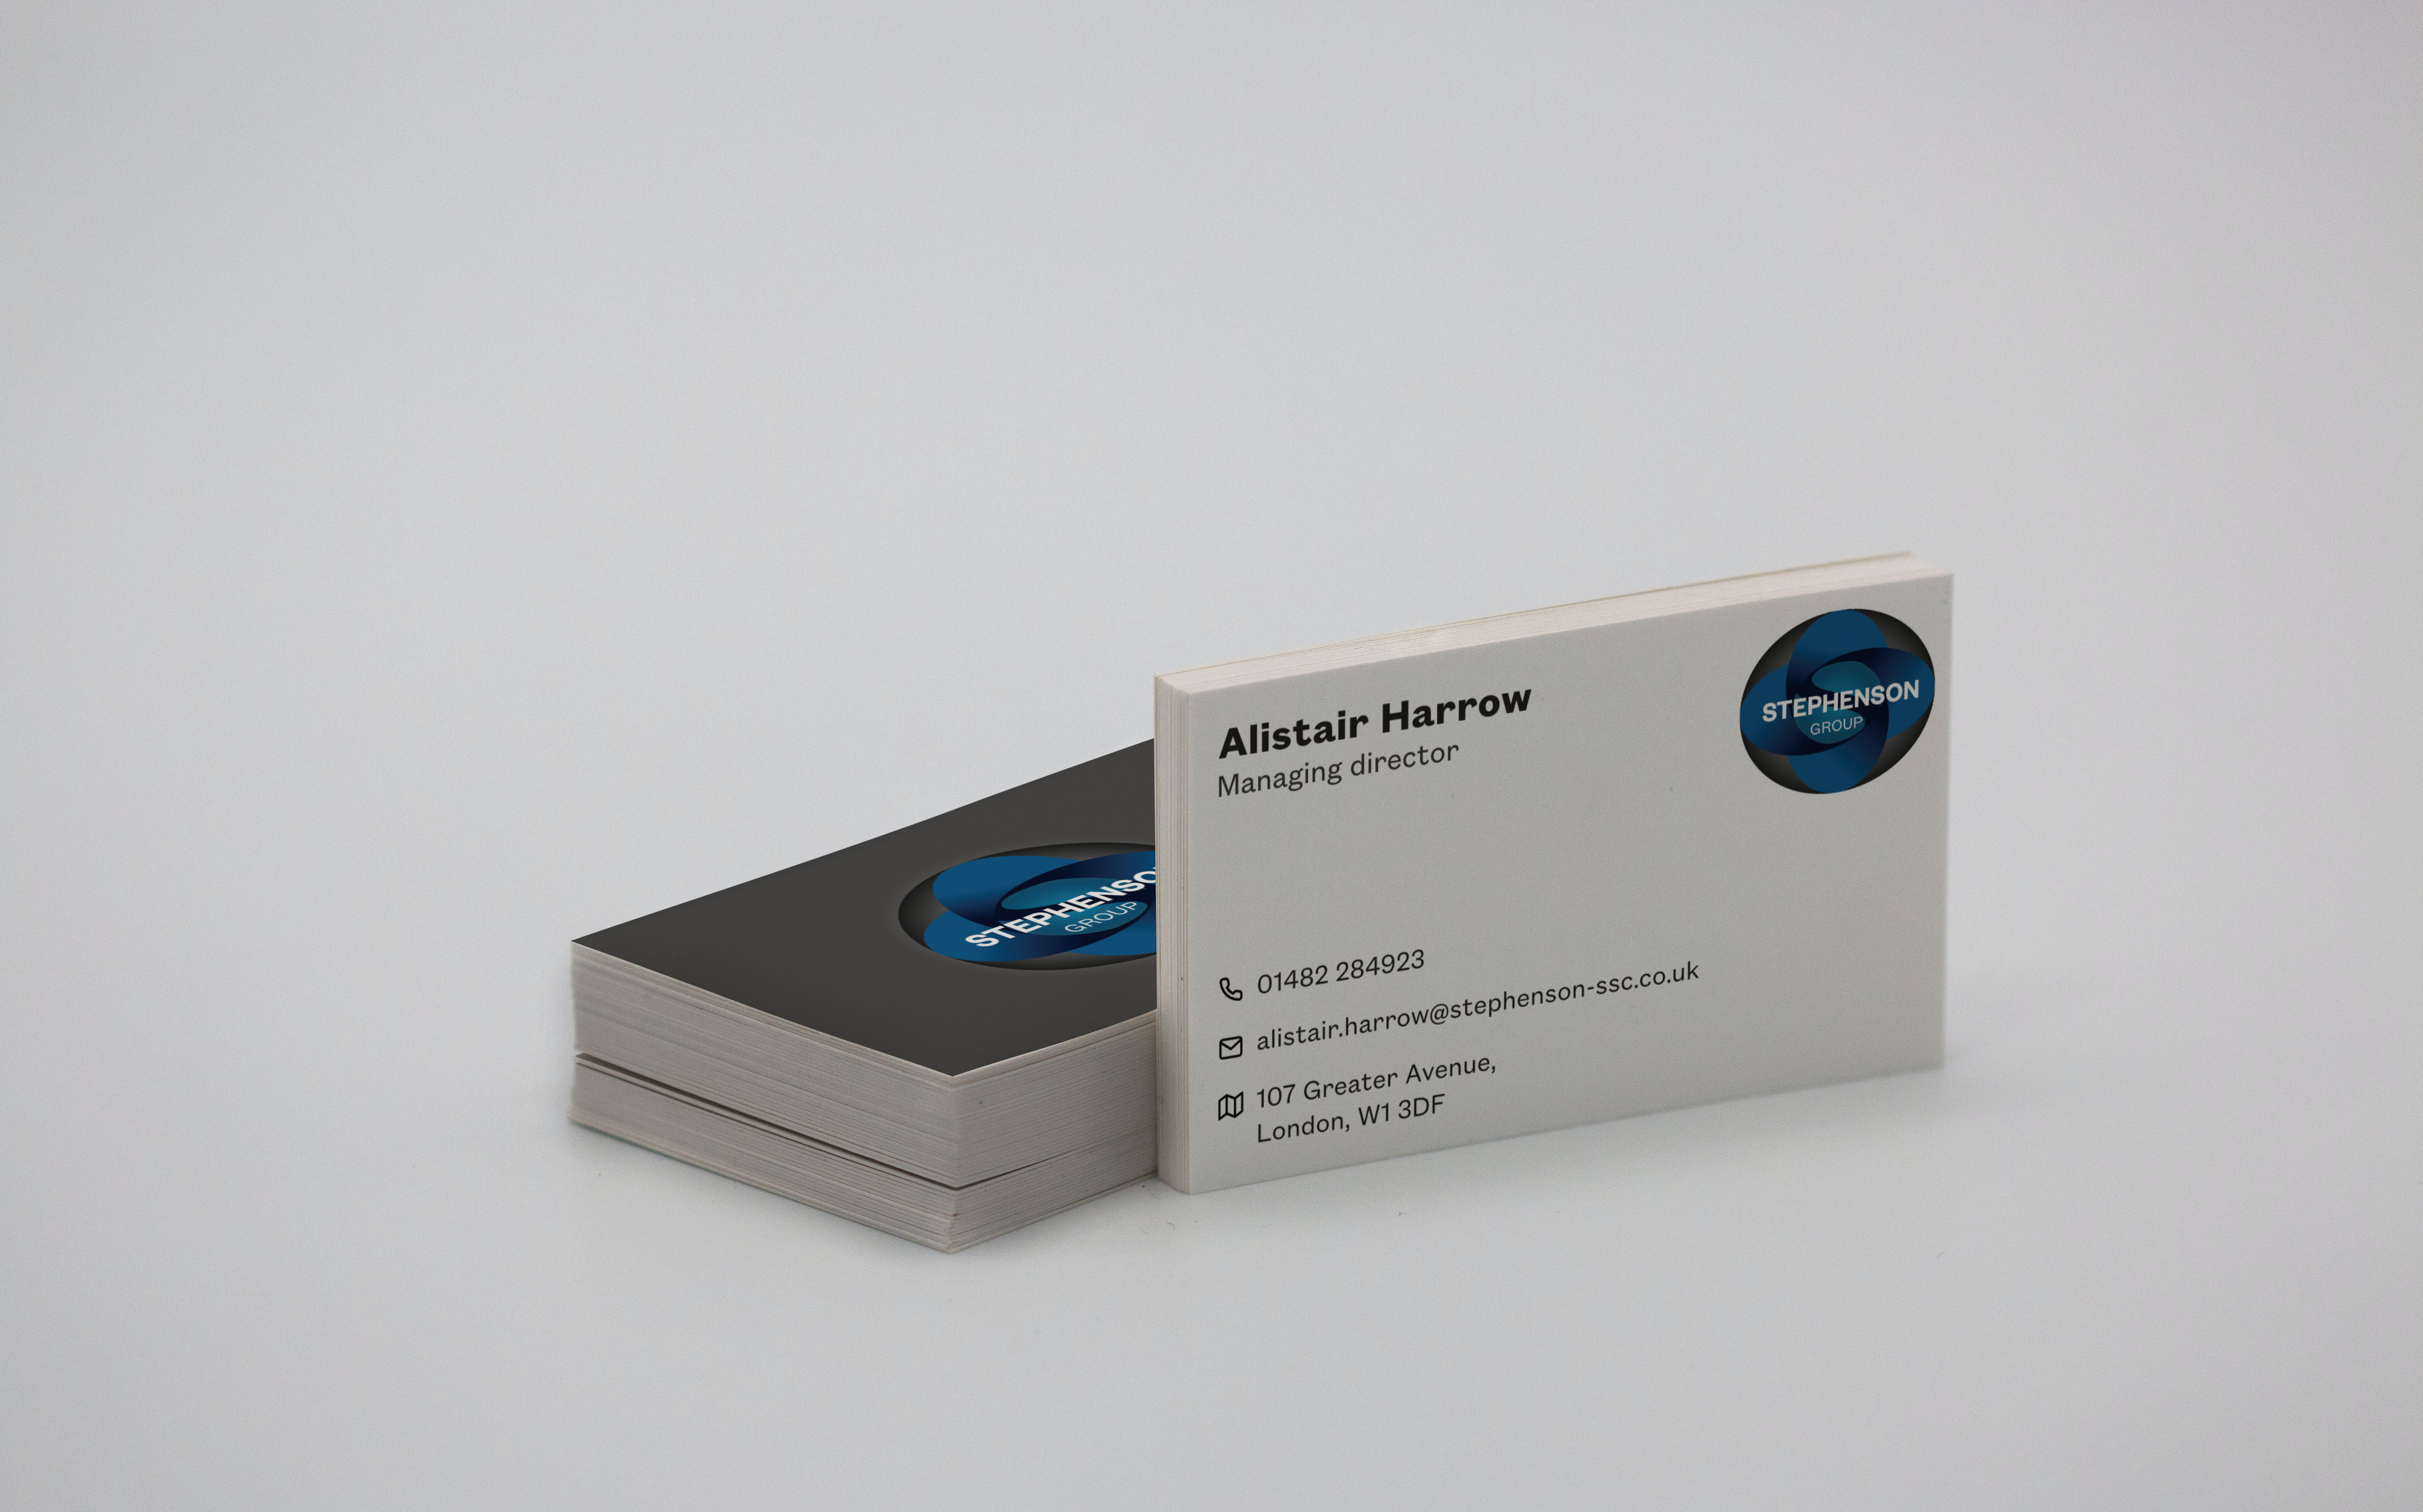 Alistair Harrow
Managing director
STEPHENSON
GROUP
01482 284923
alistair.harrow@stephenson-ssc.co.uk
107 Greater Avenue,
London, W1 3DF
STEPHENSO
GROUP